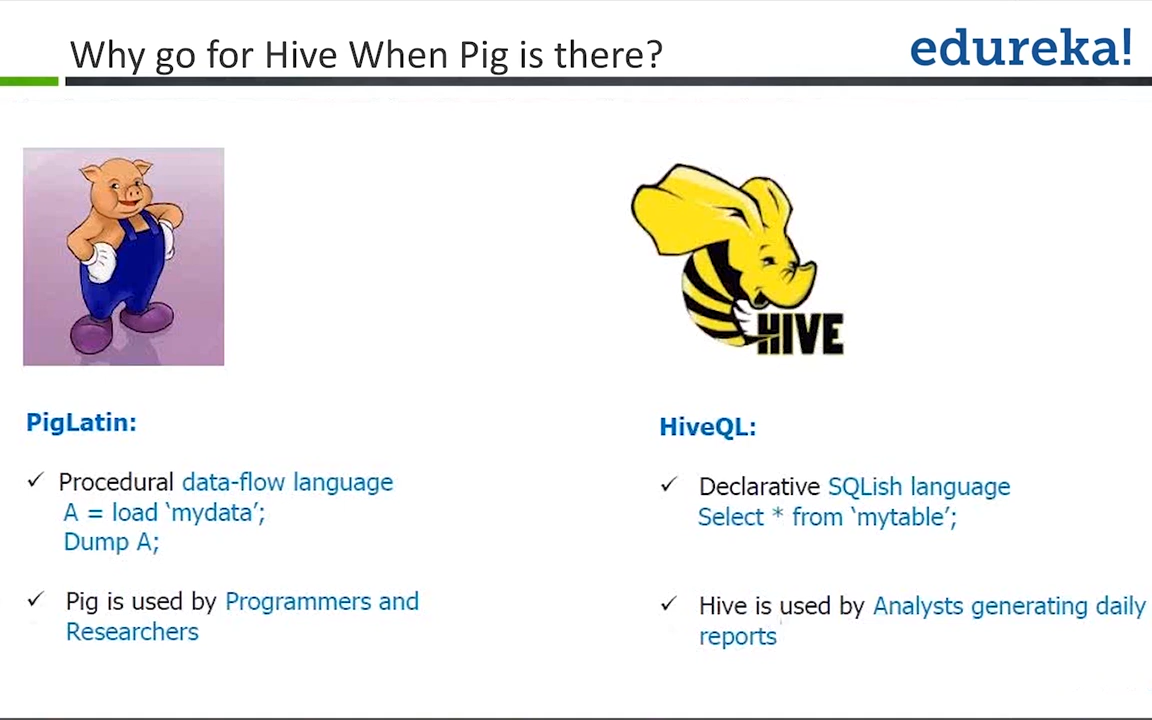 Why go for Hive When Pig is there?
edureka!
HIVE
PigLatin:
✓ Procedural data-flow language
A = load ‘mydata’;
Dump A;
✓ Pig is used by Programmers and
Researchers
HiveQL:
✓ Declarative SQLish language
Select * from ‘mytable’;
✓ Hive is used by Analysts generating daily
reports